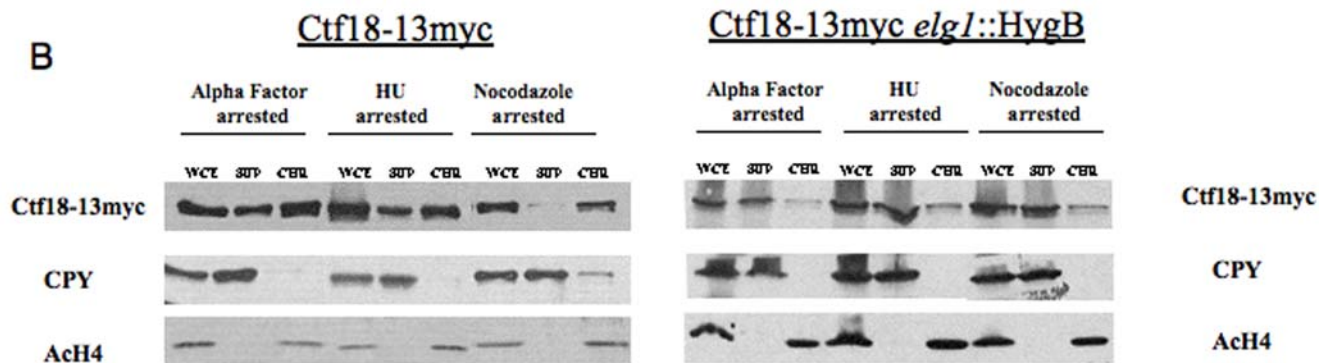 B
Ctf18-13myc
Ctf18-13myc elg1::HygB
Alpha Factor arrested
HU arrested
Nocodazole arrested
Alpha Factor arrested
HU arrested
Nocodazole arrested
WCE SUP CHR WCE SUP CHR WCE SUP CHR
WCE SUP CHR WCE SUP CHR WCE SUP CHR
Ctf18-13myc
Ctf18-13myc
CPY
CPY
AcH4
AcH4